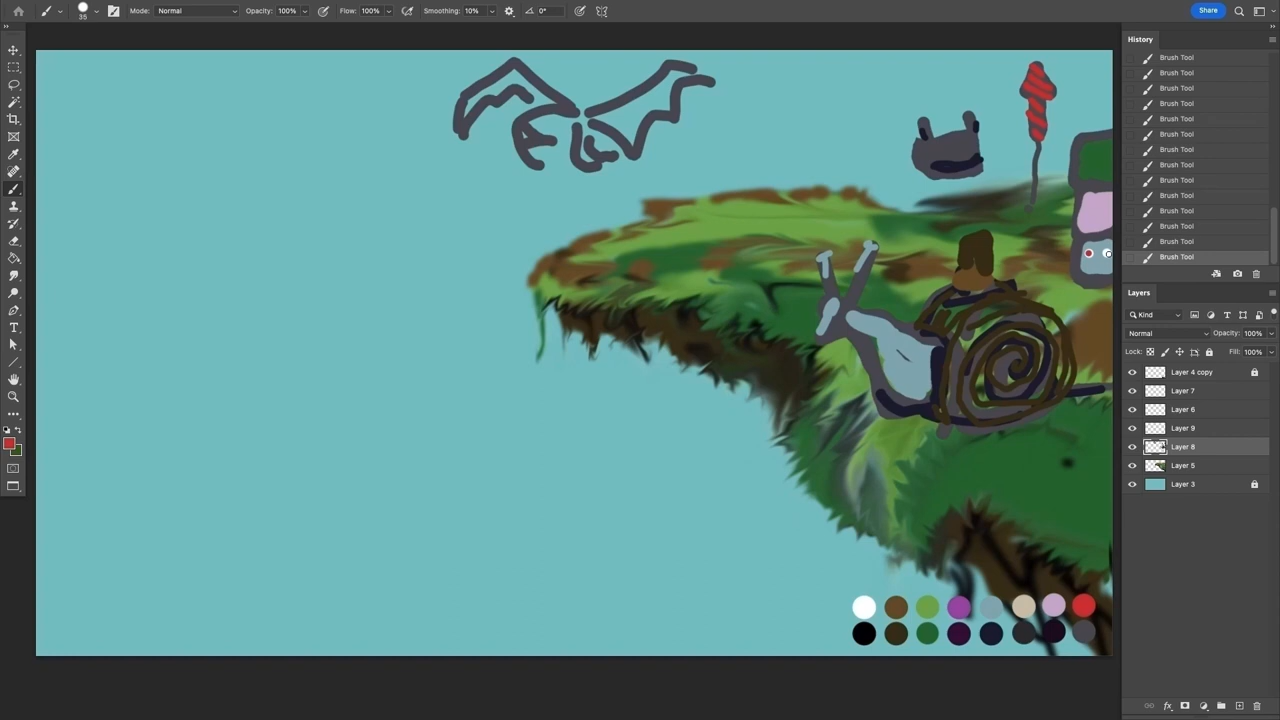 35
Mode: Normal Opacity: 100% Flow: 100% Smoothing: 10% 0° Share
History
Brush Tool
Brush Tool
Brush Tool
Brush Tool
Brush Tool
Brush Tool
Brush Tool
Brush Tool
Brush Tool
Brush Tool
Brush Tool
Brush Tool
Brush Tool
Brush Tool
Layers
Kind
Normal Opacity: 100%
Lock: Fill: 100%
Layer 4 copy
Layer 7
Layer 6
Layer 9
Layer 8
Layer 5
Layer 3